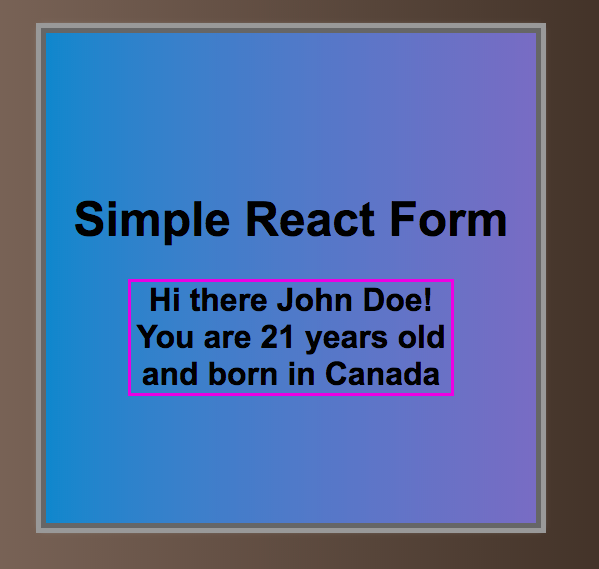 Simple React Form
Hi there John Doe!
You are 21 years old
and born in Canada